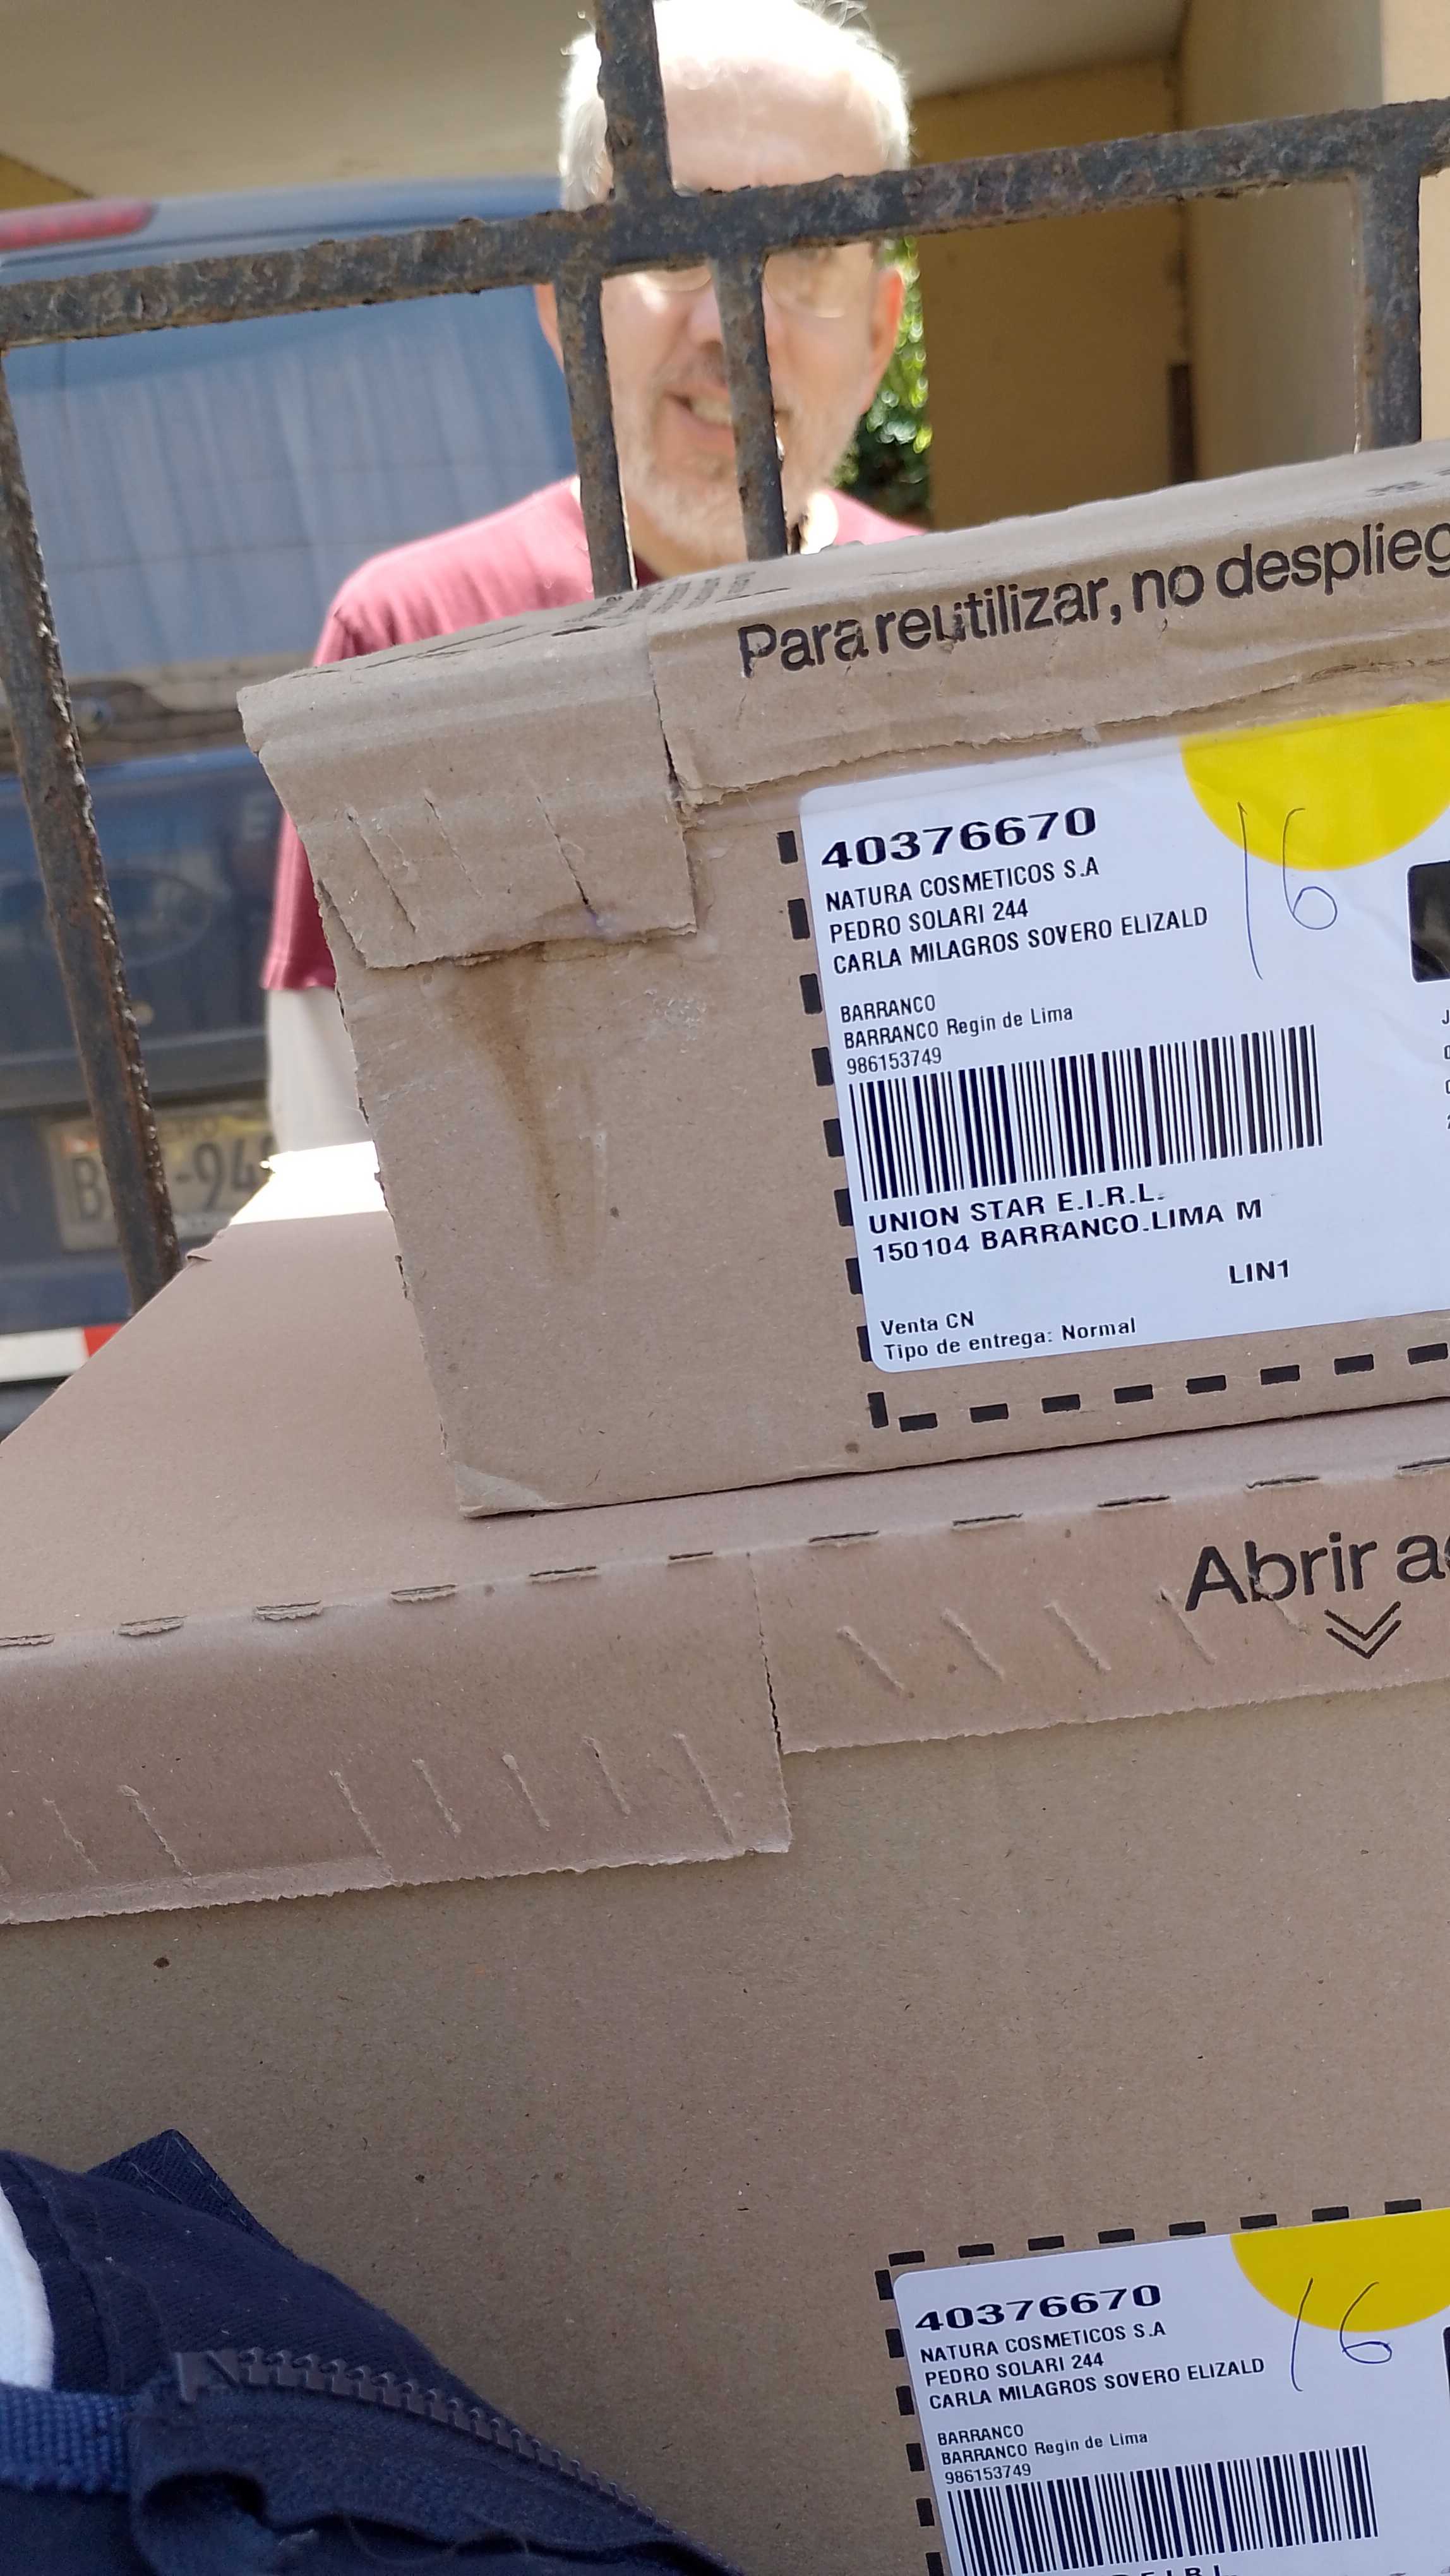 Para reutilizar, no desplieg
40376670
NATURA COSMETICOS S.A
PEDRO SOLARI 244
CARLA MILAGROS SOVERO ELIZALD
16
BARRANCO
BARRANCO Regin de Lima
986153749
UNION STAR E.I.R.L.
150104 BARRANCO.LIMA M
LIN1
Venta CN
Tipo de entrega: Normal
Abrir a
40376670
NATURA COSMETICOS S.A
PEDRO SOLARI 244
CARLA MILAGROS SOVERO ELIZALD
16
BARRANCO
BARRANCO Regin de Lima
986153749